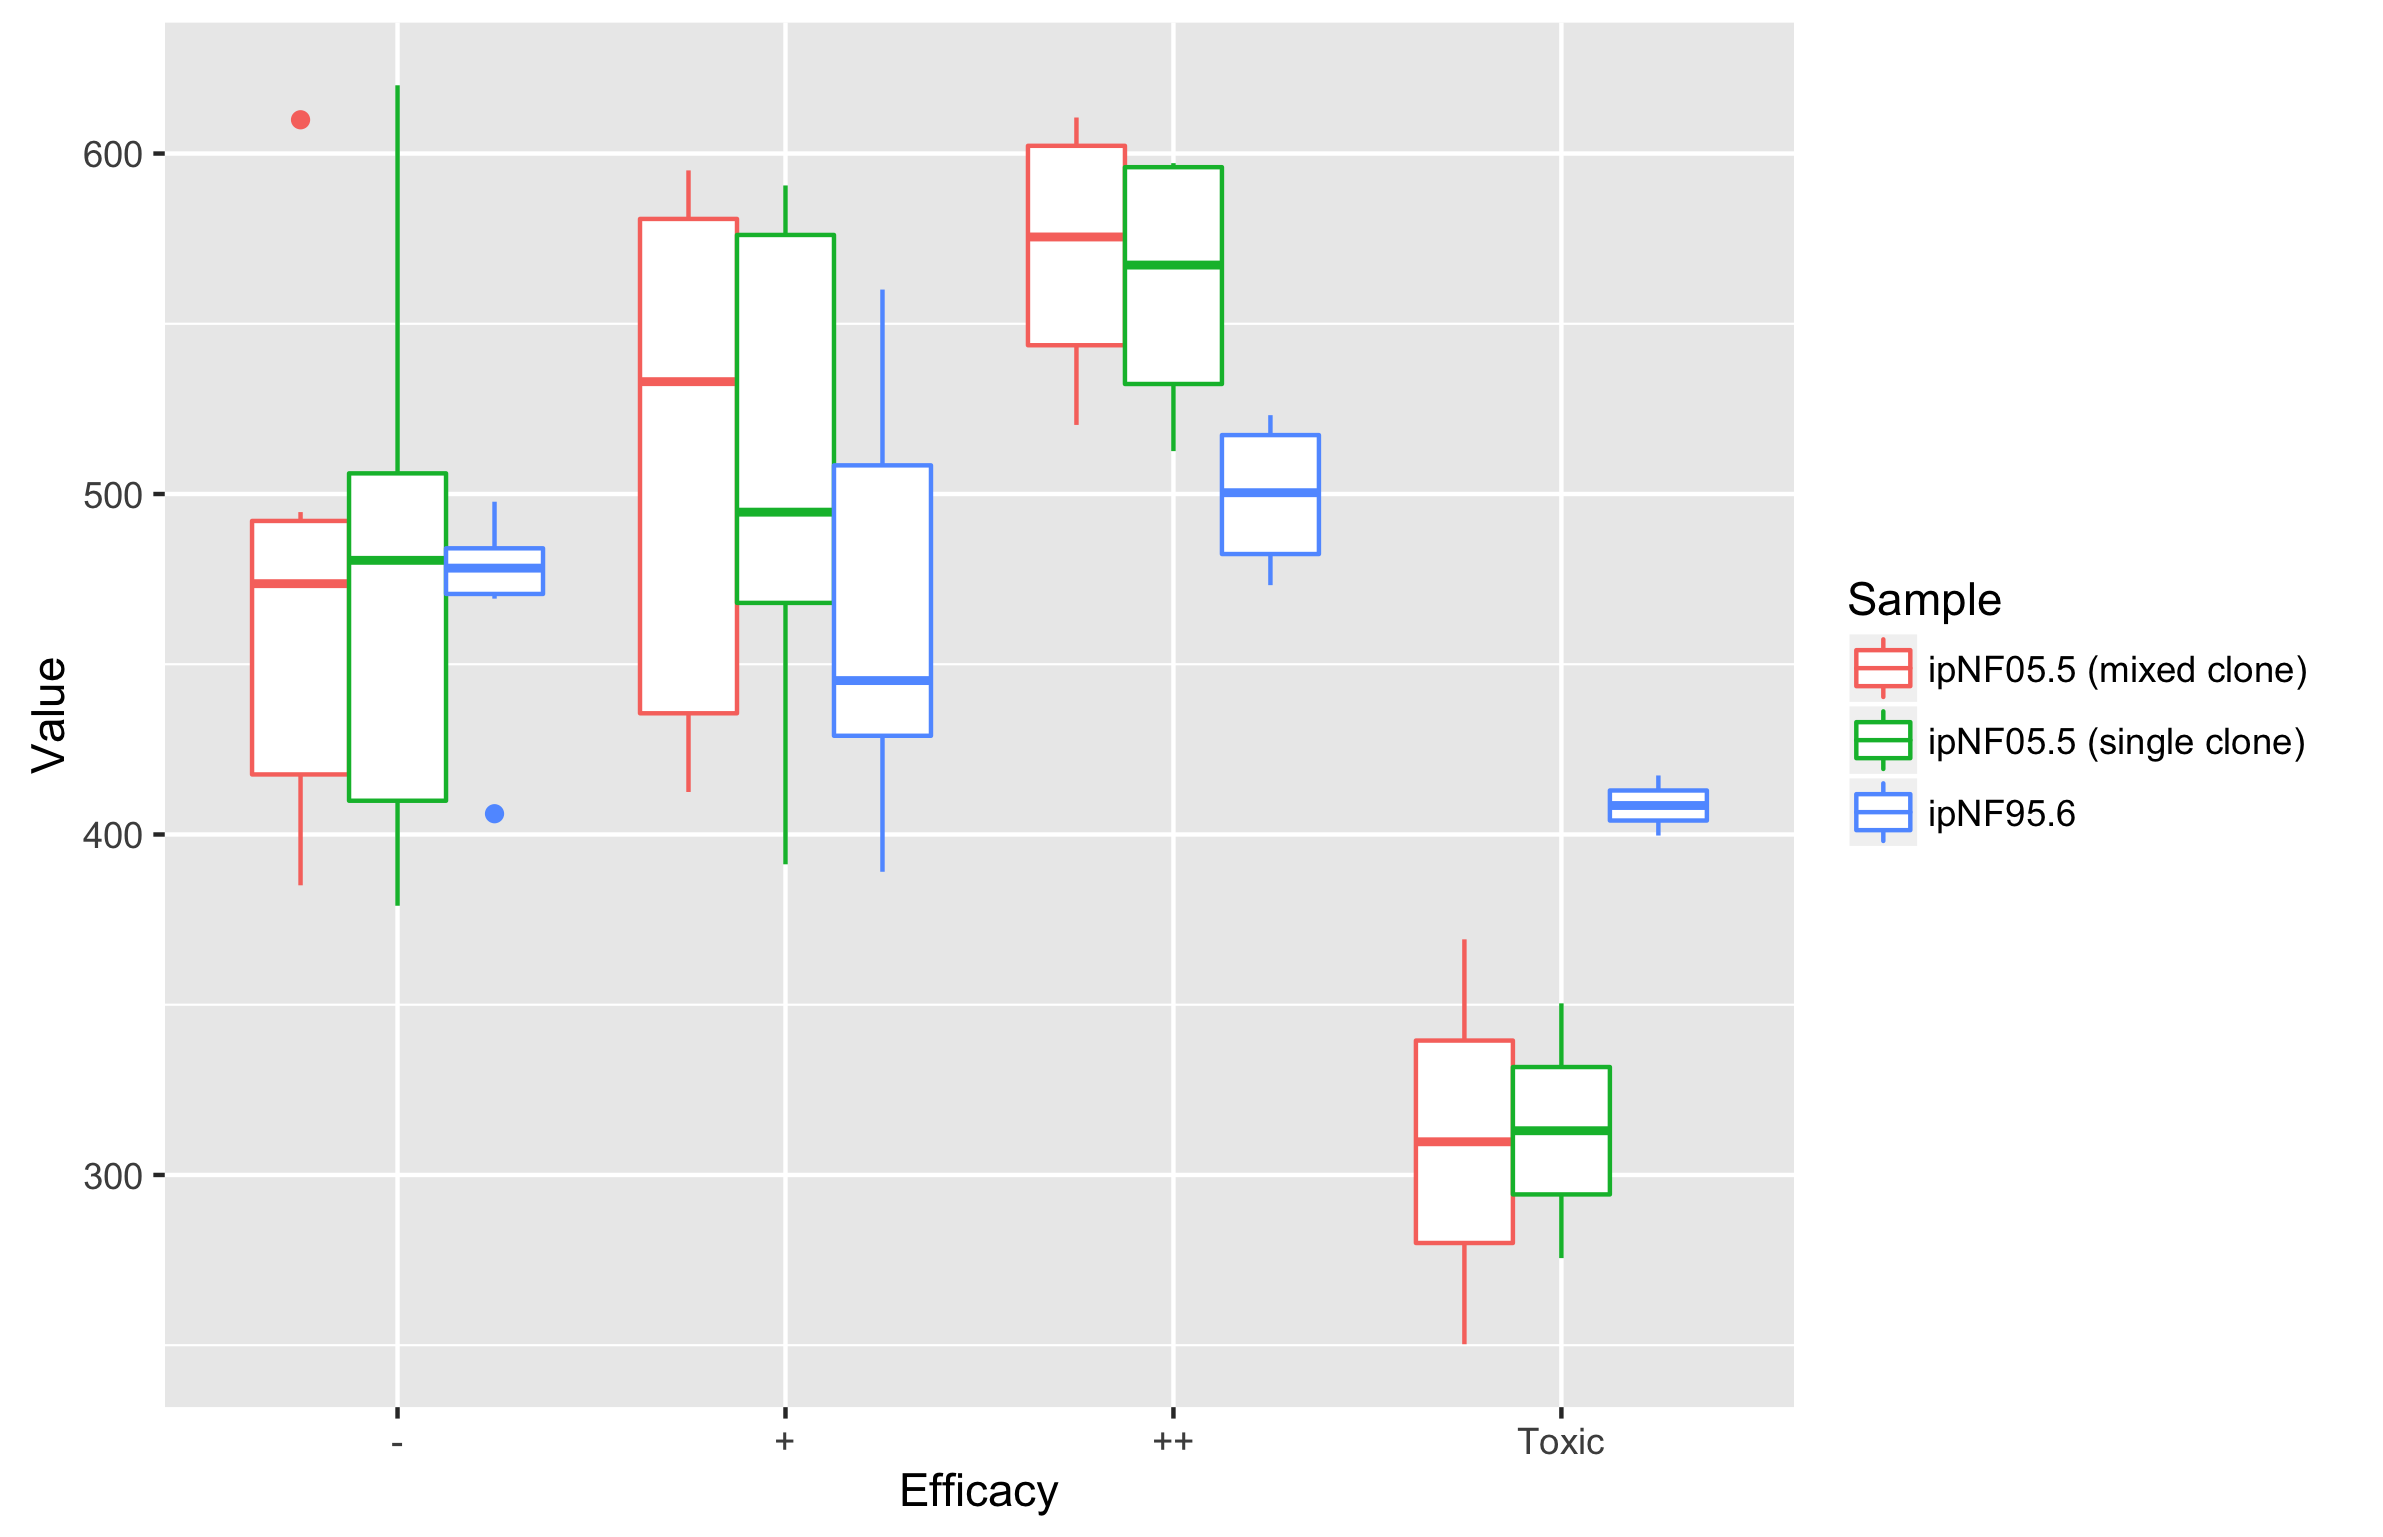 600
500
400
300
Value
-
+
++
Toxic
Efficacy
Sample
ipNF05.5 (mixed clone)
ipNF05.5 (single clone)
ipNF95.6